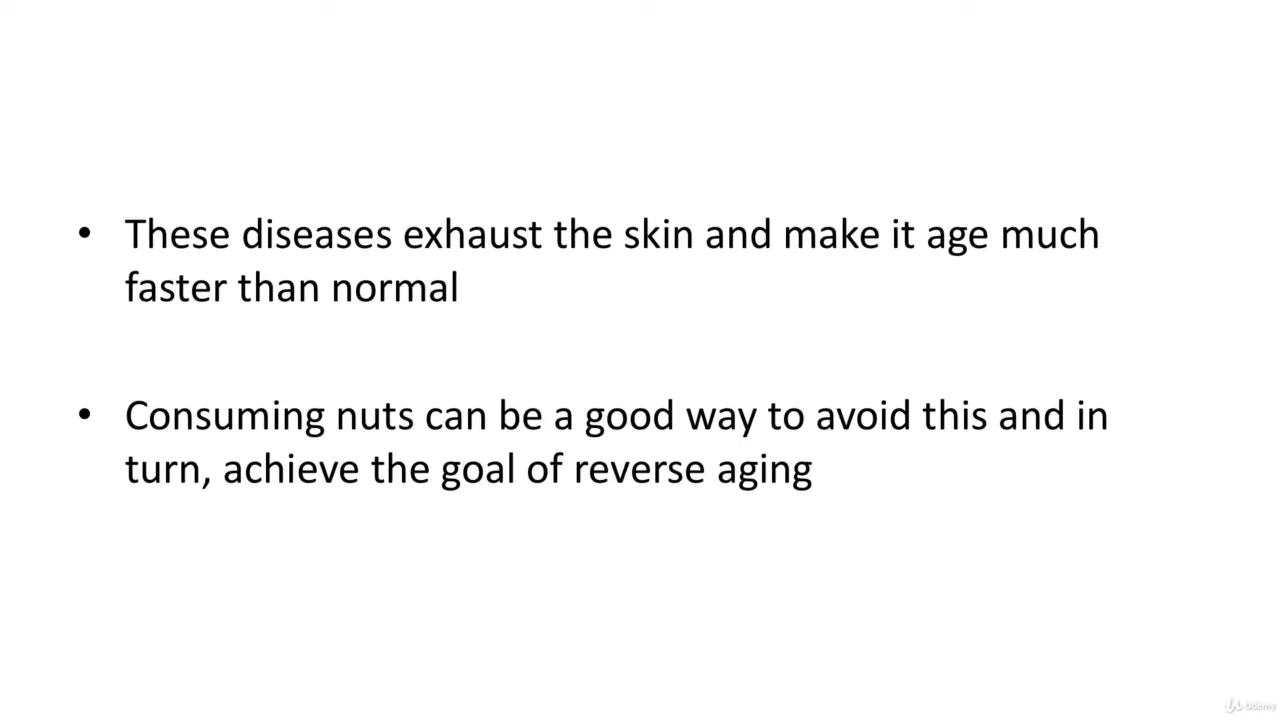 • These diseases exhaust the skin and make it age much
faster than normal
• Consuming nuts can be a good way to avoid this and in
turn, achieve the goal of reverse aging
Udemy